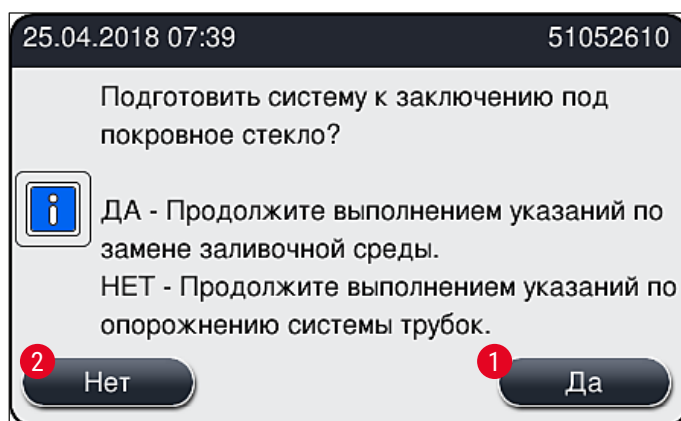 25.04.2018 07:39 51052610
Подготовить систему к заключению под
покровное стекло?
ДА - Продолжите выполнением указаний по
замене заливочной среды.
НЕТ - Продолжите выполнением указаний по
опорожнению системы трубок.
2 1
Нет Да